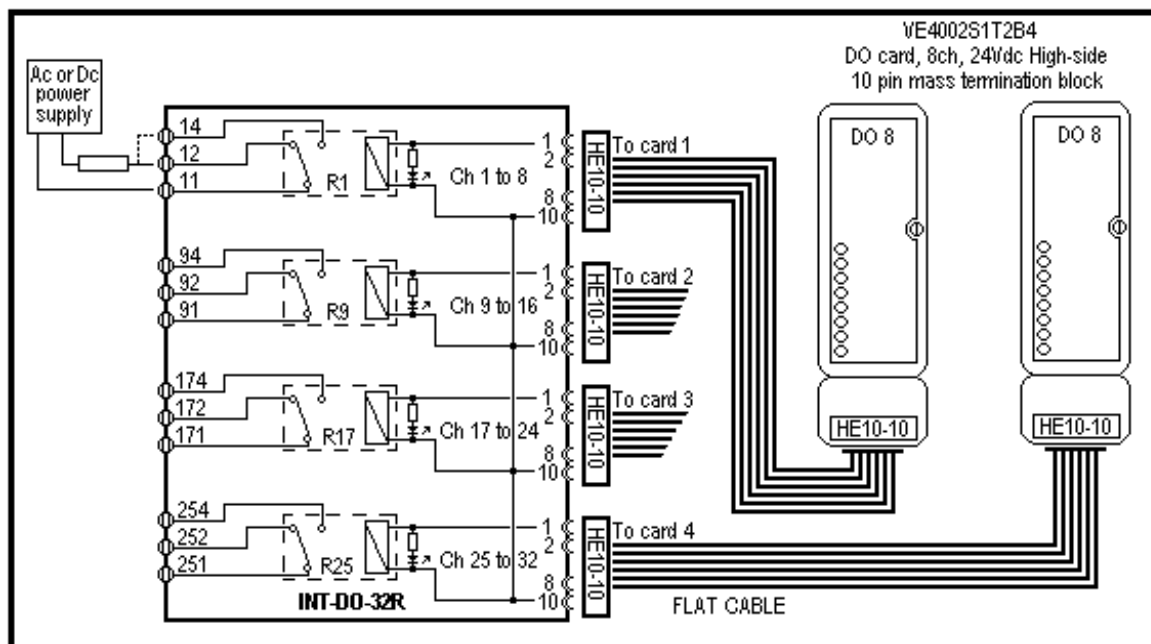 VE4002S1T2B4
DO card, 8ch, 24Vdc High-side
10 pin mass termination block
Ac or Dc
power
supply
14
12
11
R1
Ch 1 to 8
1
2
8
10
HE10-10
To card 1
94
92
91
R9
Ch 9 to 16
1
2
8
10
HE10-10
To card 2
174
172
171
R17
Ch 17 to 24
1
2
8
10
HE10-10
To card 3
254
252
251
R25
Ch 25 to 32
1
2
8
10
HE10-10
To card 4
INT-DO-32R
FLAT CABLE
DO 8
HE10-10
DO 8
HE10-10